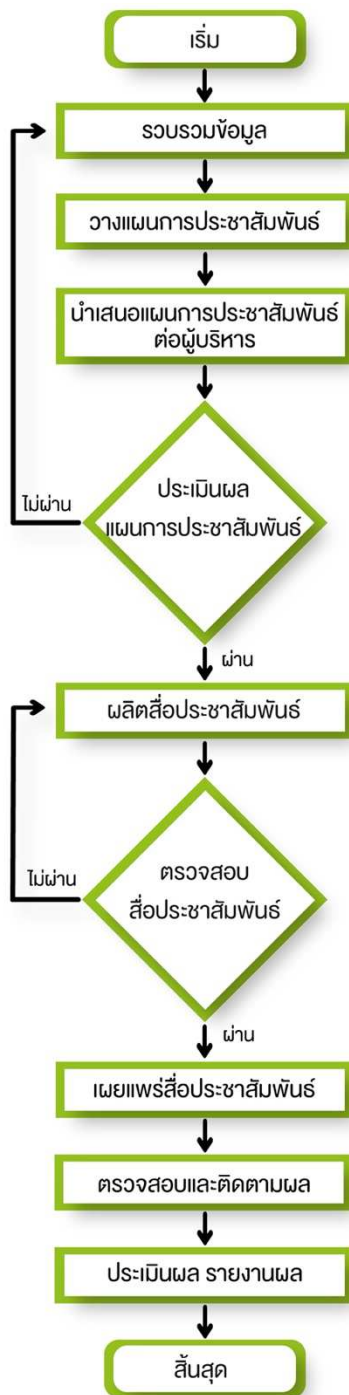 เริ่ม
รวบรวมข้อมูล
วางแผนการประชาสัมพันธ์
นำเสนอแผนการประชาสัมพันธ์
ต่อผู้บริหาร
ประเมินผล
แผนการประชาสัมพันธ์
ไม่ผ่าน
ผ่าน
ผลิตสื่อประชาสัมพันธ์
ตรวจสอบ
สื่อประชาสัมพันธ์
ไม่ผ่าน
ผ่าน
เผยแพร่สื่อประชาสัมพันธ์
ตรวจสอบและติดตามผล
ประเมินผล รายงานผล
สิ้นสุด